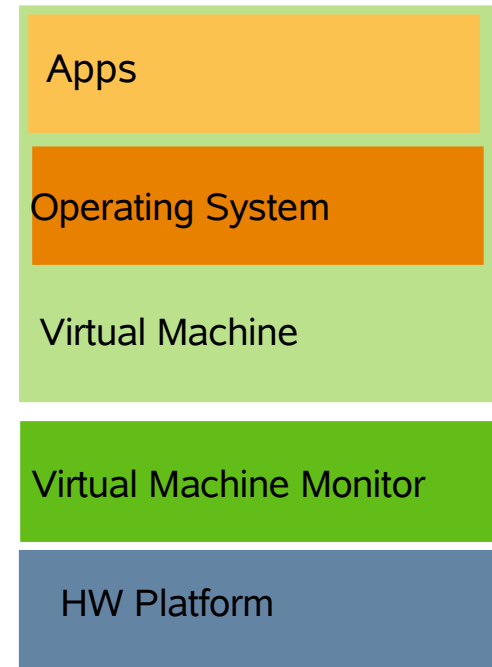 Apps
Operating System
Virtual Machine
Virtual Machine Monitor
HW Platform